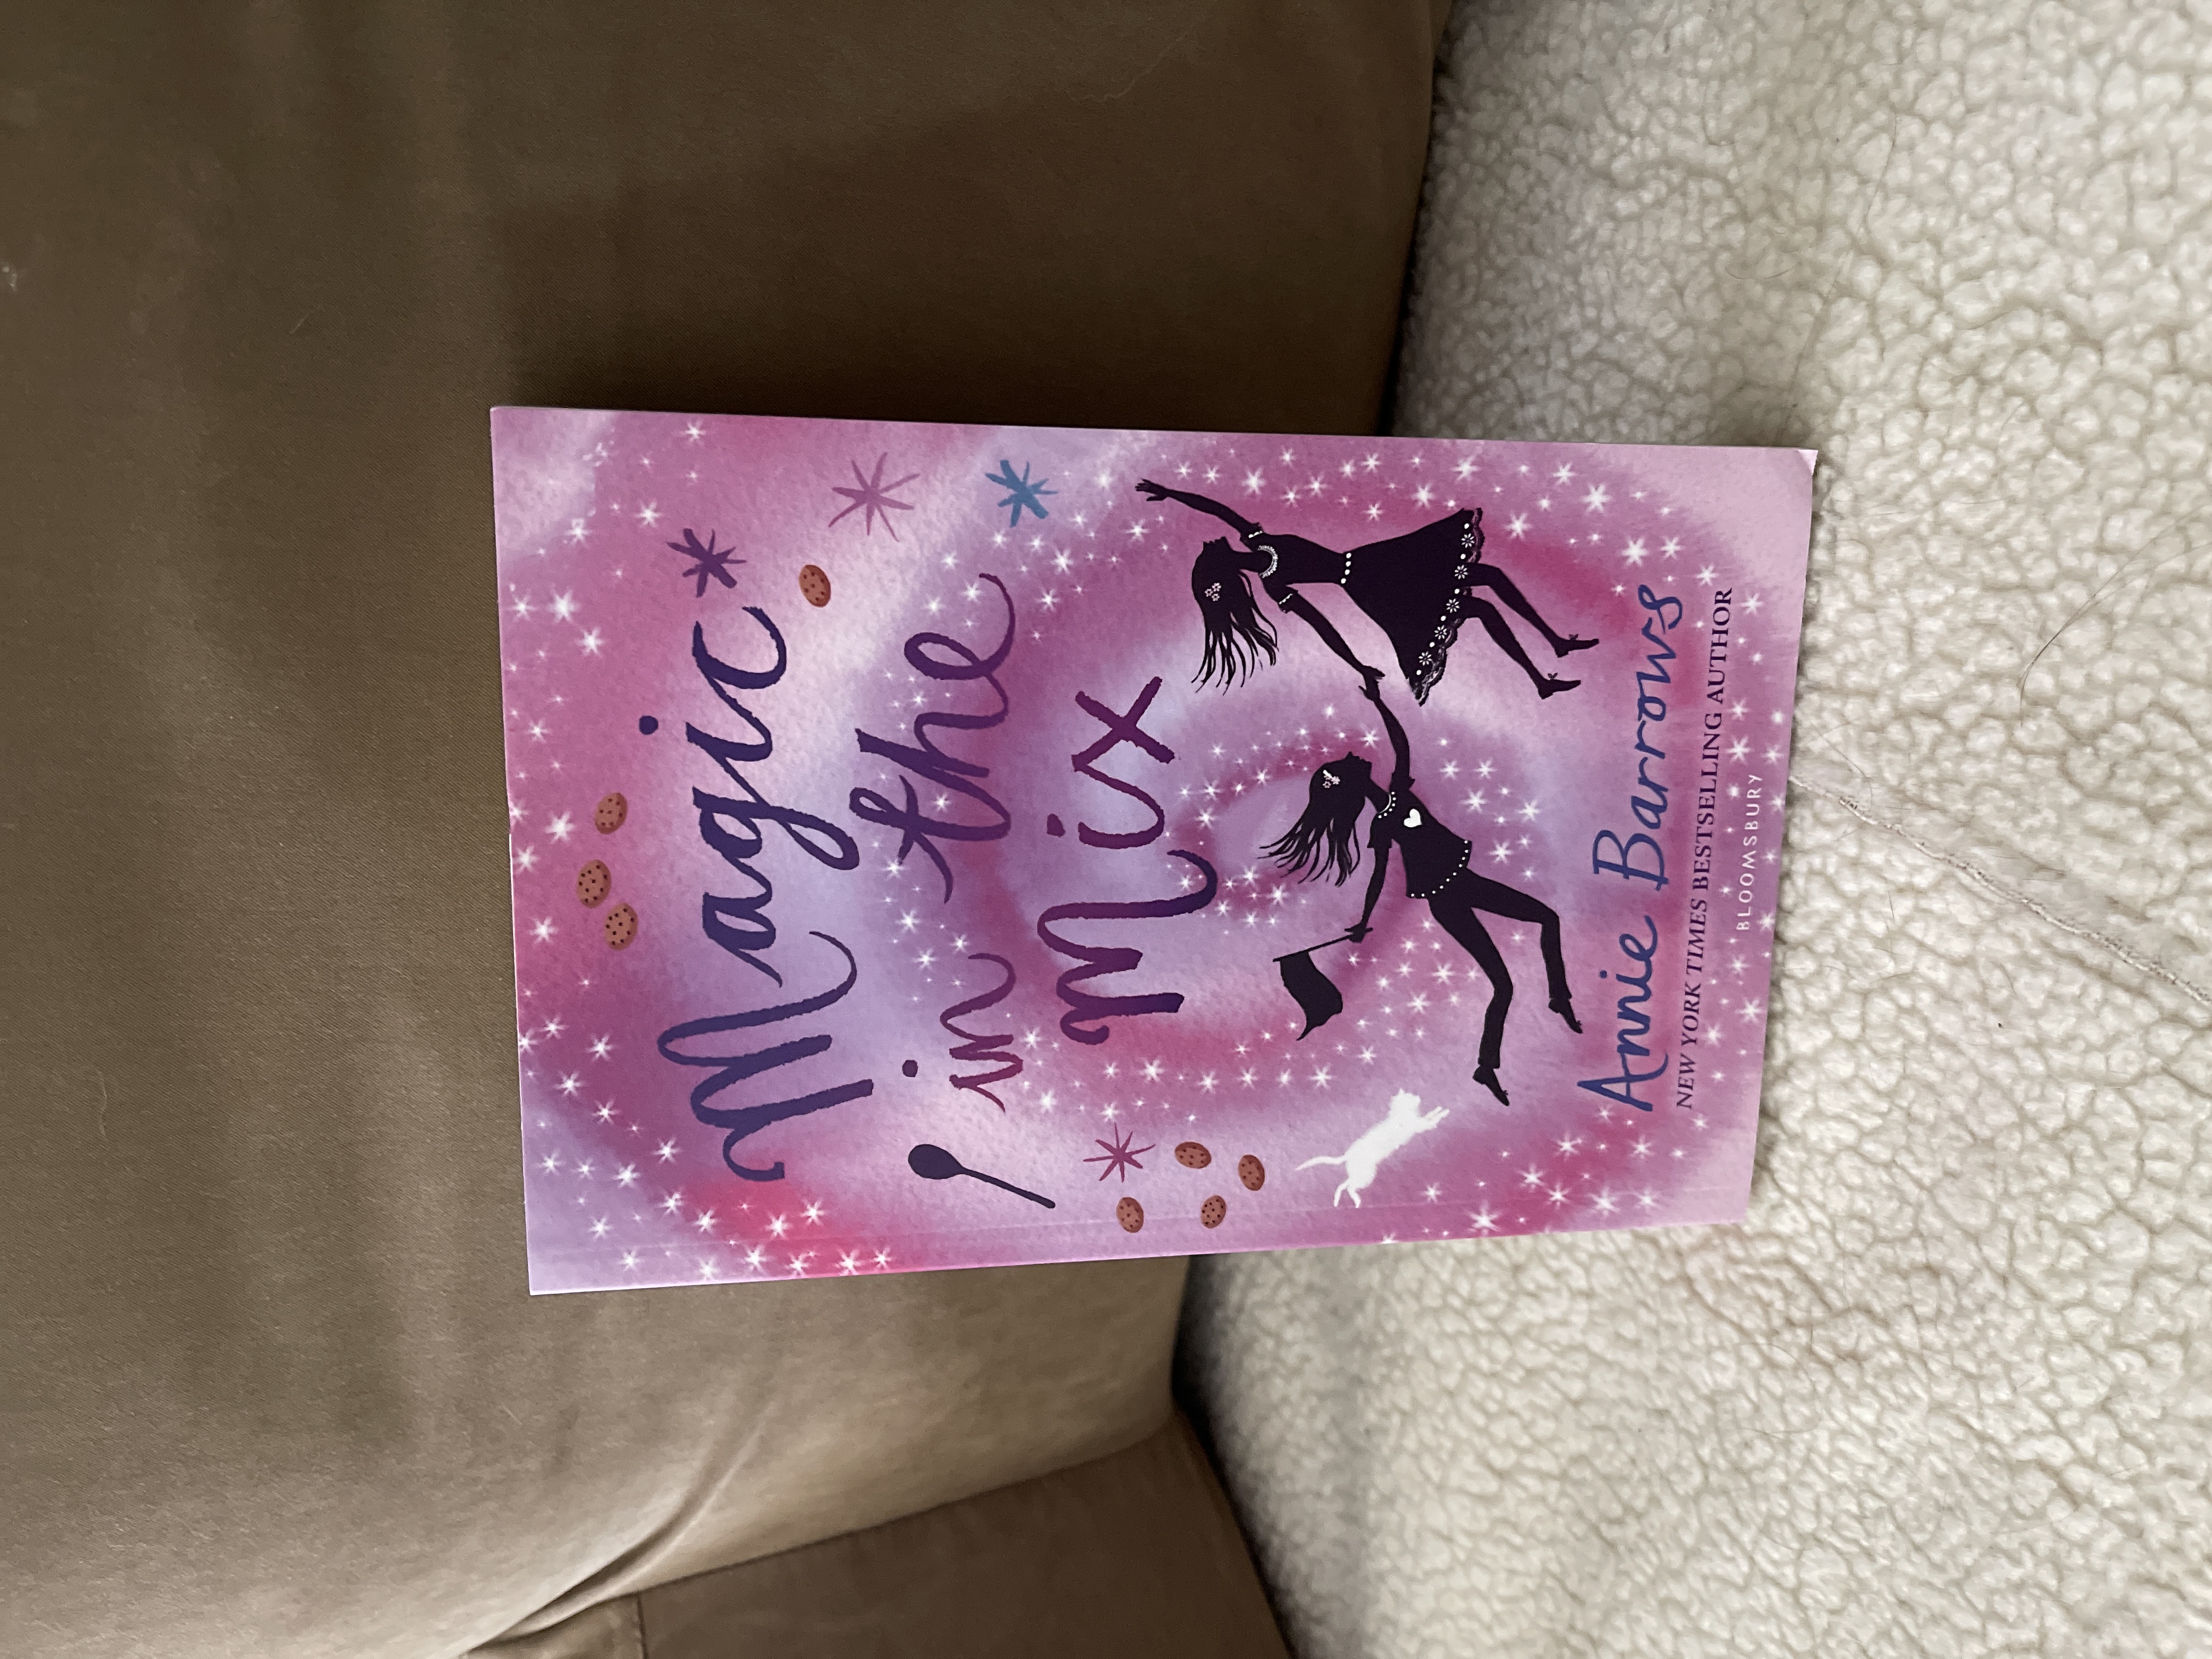 Magic
in the
Mix
Annie Barrows
NEW YORK TIMES BESTSELLING AUTHOR
BLOOMSBURY